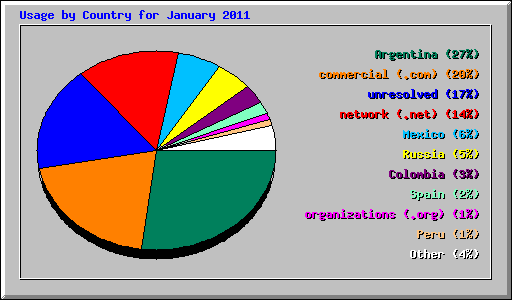 Usage by Country for January 2011
Argentina (27%)
commercial (.com) (20%)
unresolved (17%)
network (.net) (14%)
Mexico (6%)
Russia (5%)
Colombia (3%)
Spain (2%)
organizations (.org) (1%)
Peru (1%)
Other (4%)